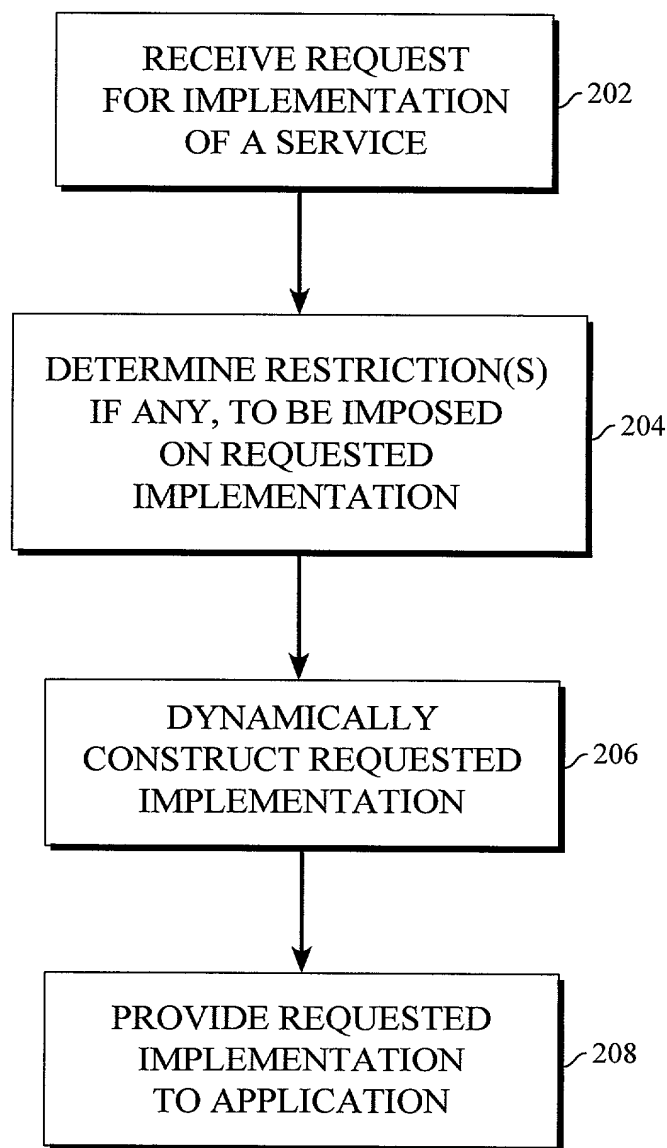 RECEIVE REQUEST
FOR IMPLEMENTATION
OF A SERVICE
202
DETERMINE RESTRICTION(S)
IF ANY, TO BE IMPOSED
ON REQUESTED
IMPLEMENTATION
204
DYNAMICALLY
CONSTRUCT REQUESTED
IMPLEMENTATION
206
PROVIDE REQUESTED
IMPLEMENTATION
TO APPLICATION
208